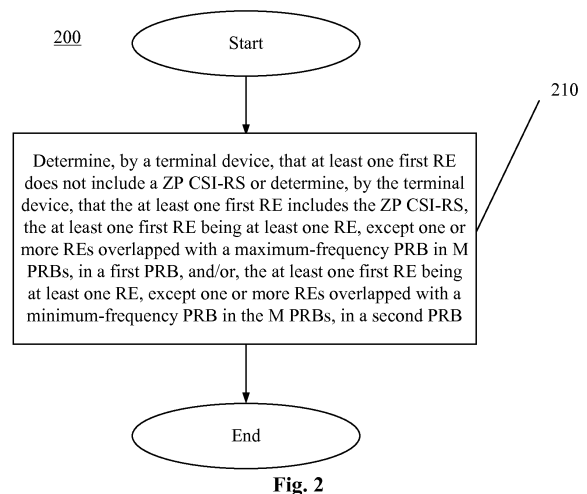 200
Start
210
Determine, by a terminal device, that at least one first RE
does not include a ZP CSI-RS or determine, by the terminal
device, that the at least one first RE includes the ZP CSI-RS,
the at least one first RE being at least one RE, except one or
more REs overlapped with a maximum-frequency PRB in M
PRBs, in a first PRB, and/or, the at least one first RE being
at least one RE, except one or more REs overlapped with a
minimum-frequency PRB in the M PRBs, in a second PRB
End
Fig. 2